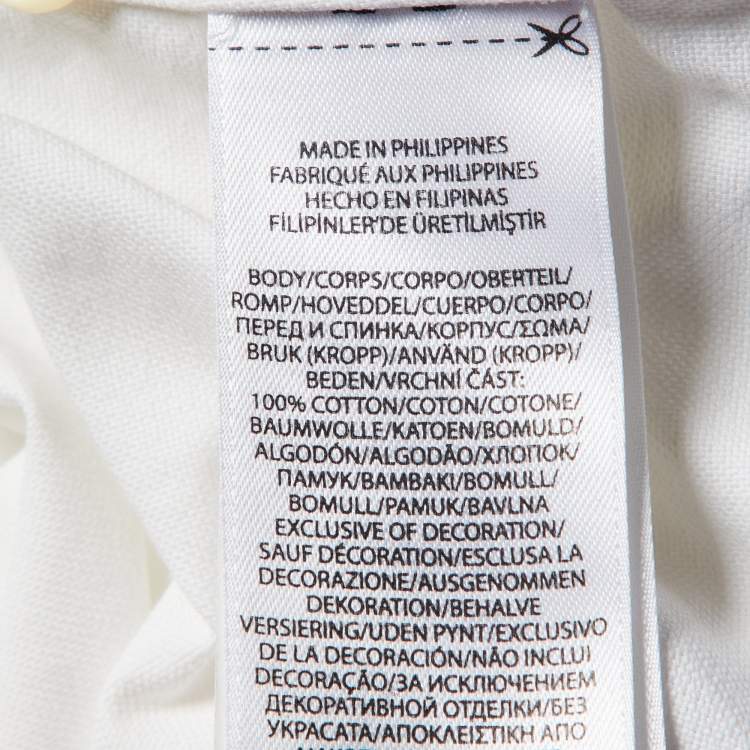 MADE IN PHILIPPINES
FABRIQUÉ AUX PHILIPPINES
HECHO EN FILIPINAS
FİLİPİNLER'DE ÜRETİLMİŞTİR
BODY/CORPS/CORPO/OBERTEIL/
ROMP/HOVEDDEL/CUERPO/CORPO/
ПЕРЕД И СПИНКА/КОРПУС/ΣΩΜΑ/
BRUK (KROPP)/ANVÄND (KROPP)/
BEDEN/VRCHNÍ ČÁST:
100% COTTON/COTON/COTONE/
BAUMWOLLE/KATOEN/BOMULD/
ALGODÓN/ALGODÃO/ХЛОПОК/
ПАМУК/ΒΑΜΒΑΚΙ/BOMULL/
BOMULL/PAMUK/BAVLNA
EXCLUSIVE OF DECORATION/
SAUF DÉCORATION/ESCLUSA LA
DECORAZIONE/AUSGENOMMEN
DEKORATION/BEHALVE
VERSIERING/UDEN PYNT/EXCLUSIVO
DE LA DECORACIÓN/NÃO INCLUI
DECORAÇÃO/ЗА ИСКЛЮЧЕНИЕМ
ДЕКОРАТИВНОЙ ОТДЕЛКИ/БЕЗ
УКРАСАТА/ΑΠΟΚΛΕΙΣΤΙΚΗ ΑΠΟ